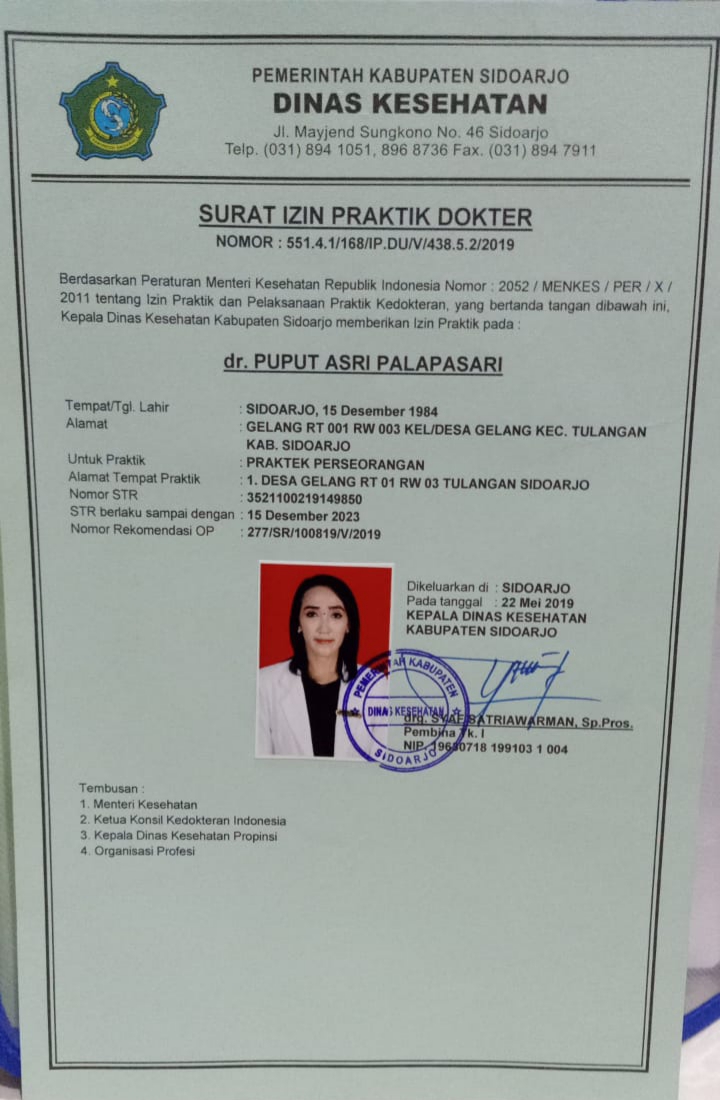 PEMERINTAH KABUPATEN SIDOARJO
DINAS KESEHATAN
Jl. Mayjend Sungkono No. 46 Sidoarjo
Telp. (031) 894 1051, 896 8736 Fax. (031) 894 7911
SURAT IZIN PRAKTIK DOKTER
NOMOR : 551.4.1/168/IP.DU/V/438.5.2/2019
Berdasarkan Peraturan Menteri Kesehatan Republik Indonesia Nomor : 2052 / MENKES / PER / X /
2011 tentang Izin Praktik dan Pelaksanaan Praktik Kedokteran, yang bertanda tangan dibawah ini,
Kepala Dinas Kesehatan Kabupaten Sidoarjo memberikan Izin Praktik pada :
dr. PUPUT ASRI PALAPASARI
Tempat/Tgl. Lahir : SIDOARJO, 15 Desember 1984
Alamat : GELANG RT 001 RW 003 KEL/DESA GELANG KEC. TULANGAN
KAB. SIDOARJO
Untuk Praktik : PRAKTEK PERSEORANGAN
Alamat Tempat Praktik : 1. DESA GELANG RT 01 RW 03 TULANGAN SIDOARJO
Nomor STR : 3521100219149850
STR berlaku sampai dengan : 15 Desember 2023
Nomor Rekomendasi OP : 277/SR/100819/V/2019
Dikeluarkan di : SIDOARJO
Pada tanggal : 22 Mei 2019
KEPALA DINAS KESEHATAN
KABUPATEN SIDOARJO
PEMERINTAH KABUPATEN
DINAS KESEHATAN
SIDOARJO
drg. SYAF SATRIAWARMAN, Sp.Pros.
Pembina Tk. I
NIP. 19630718 199103 1 004
Tembusan :
1. Menteri Kesehatan
2. Ketua Konsil Kedokteran Indonesia
3. Kepala Dinas Kesehatan Propinsi
4. Organisasi Profesi